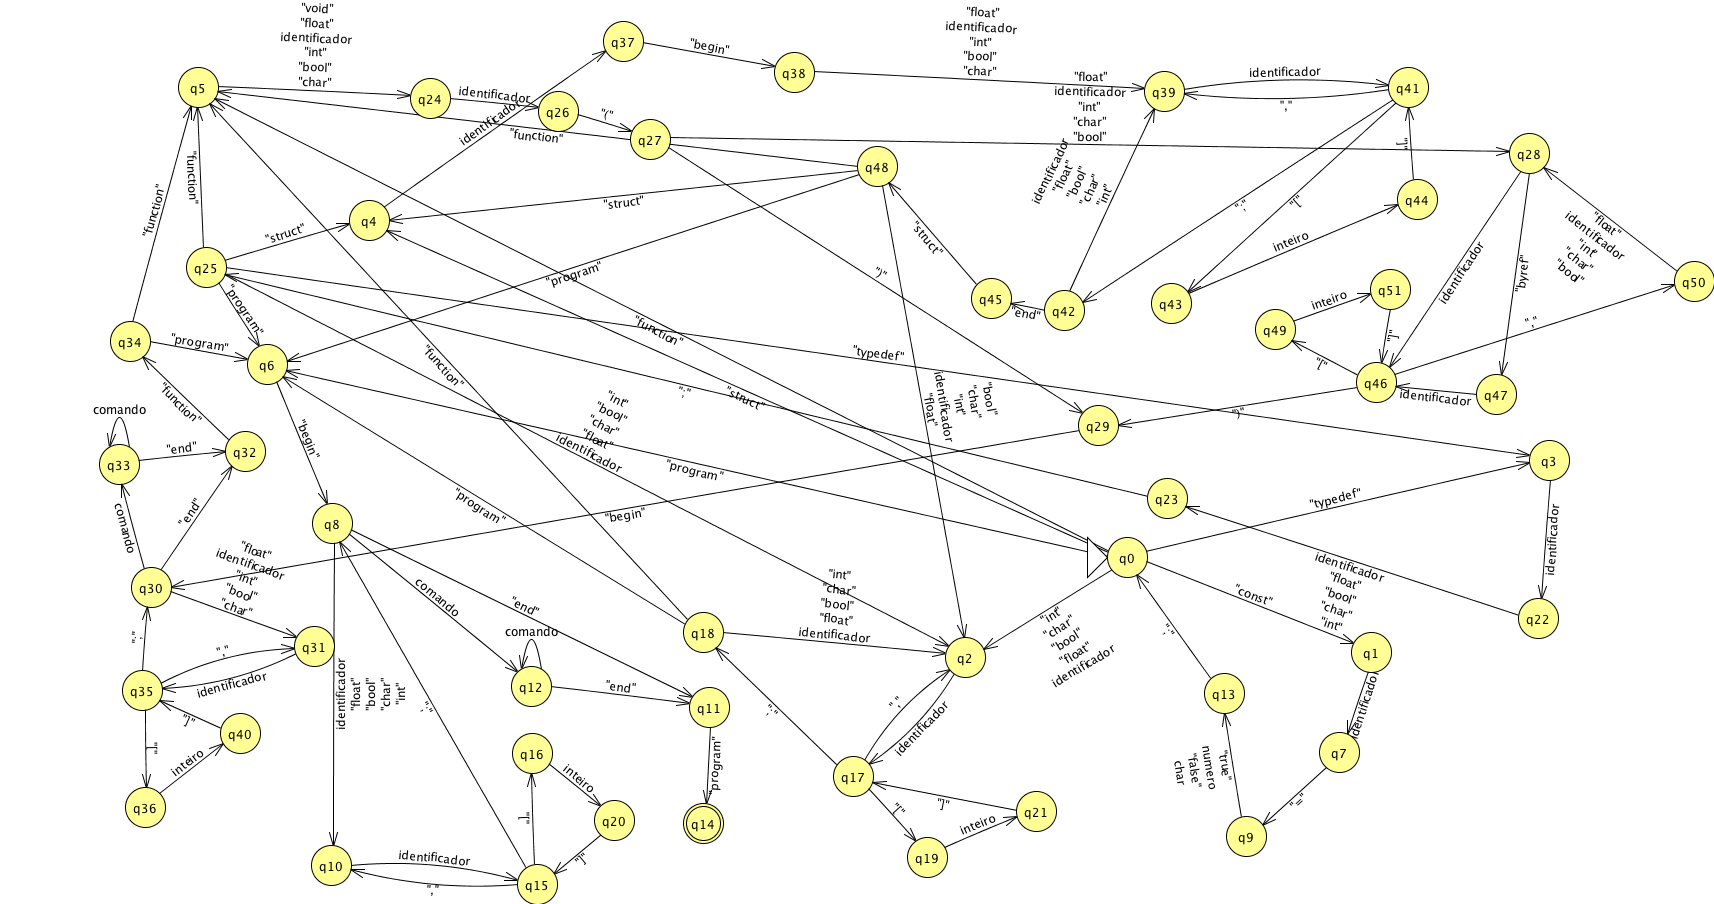 "void"
"float"
identificador
"int"
"bool"
"char"
q5
q24
identificador
q26
"("
q27
q37
"begin"
q38
"float"
identificador
"int"
"bool"
"char"
q39
identificador
","
q41
"float"
identificador
"int"
"char"
"bool"
q28
identificador
"function"
q48
"struct"
q4
"function"
"function"
"struct"
q25
"program"
"program"
"struct"
q45
"end"
q42
identificador
"float"
"bool"
"char"
"int"
";"
"["
q43
inteiro
q44
"]"
"float"
identificador
"int"
"char"
"bool"
q50
identificador
"byref"
q49
inteiro
q51
"]"
"["
","
q46
identificador
q47
")"
")"
q29
q34
"program"
q6
"function"
"function"
"function"
"typedef"
";"
"struct"
comando
q33
"end"
q32
"begin"
"int"
"bool"
"char"
"float"
identificador
"bool"
"char"
"int"
identificador
"float"
"program"
"program"
"begin"
q3
"typedef"
identificador
q22
identificador
"float"
"bool"
"char"
"int"
q23
q0
"const"
q1
identificador
q7
"="
q9
"true"
numero
"false"
char
q13
";"
"int"
"char"
"bool"
"float"
identificador
q8
comando
"end"
comando
q12
"end"
q11
"program"
q14
comando
"end"
q30
"float"
identificador
"int"
"bool"
"char"
q31
","
identificador
";"
q35
"["
"]"
q40
inteiro
q36
identificador
"float"
"bool"
"char"
"int"
";"
q10
identificador
","
q15
"["
q16
inteiro
q20
"]"
q18
"int"
"char"
"bool"
"float"
identificador
q2
","
identificador
";"
q17
"["
"]"
q21
inteiro
q19